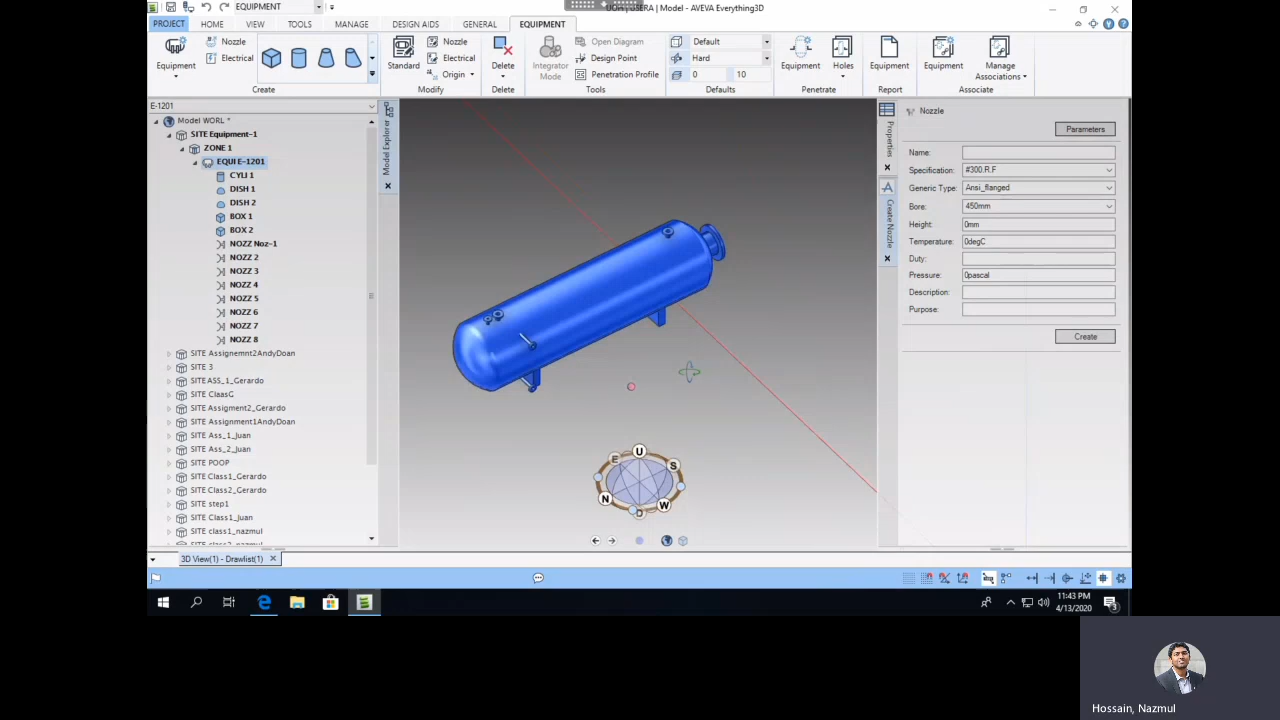 EQUIPMENT
Model - AVEVA Everything3D
PROJECT HOME VIEW TOOLS MANAGE DESIGN AIDS GENERAL EQUIPMENT
Equipment
Nozzle
Electrical
Create
Standard
Nozzle
Electrical
Origin
Modify
Delete
Delete
Integrator Mode
Open Diagram
Design Point
Penetration Profile
Tools
Default
Hard
0 10
Defaults
Equipment Holes
Penetrate
Equipment
Report
Equipment Manage Associations
Associate
E-1201
Model WORL *
SITE Equipment-1
ZONE 1
EQUI E-1201
CYLI 1
DISH 1
DISH 2
BOX 1
BOX 2
NOZZ Noz-1
NOZZ 2
NOZZ 3
NOZZ 4
NOZZ 5
NOZZ 6
NOZZ 7
NOZZ 8
SITE Assignemnt2AndyDoan
SITE 3
SITE ASS_1_Gerardo
SITE ClaasG
SITE Assigment2_Gerardo
SITE Assignment1AndyDoan
SITE Ass_1_Juan
SITE Ass_2_Juan
SITE POOP
SITE Class1_Gerardo
SITE Class2_Gerardo
SITE step1
SITE Class1_Juan
SITE class1_nazmul
SITE class2_nazmul
Model Explorer
U
E S
N W
D
Properties
Create Nozzle
Nozzle
Parameters
Name:
Specification: #300.R.F
Generic Type: Ansi_flanged
Bore: 450mm
Height: 0mm
Temperature: 0degC
Duty:
Pressure: 0pascal
Description:
Purpose:
Create
3D View(1) - Drawlist(1)
11:43 PM
4/13/2020
3
Hossain, Nazmul